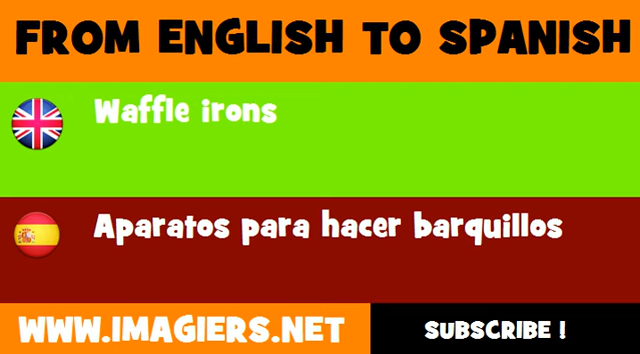 FROM ENGLISH TO SPANISH
Waffle irons
Aparatos para hacer barquillos
WWW.IMAGIERS.NET
SUBSCRIBE !